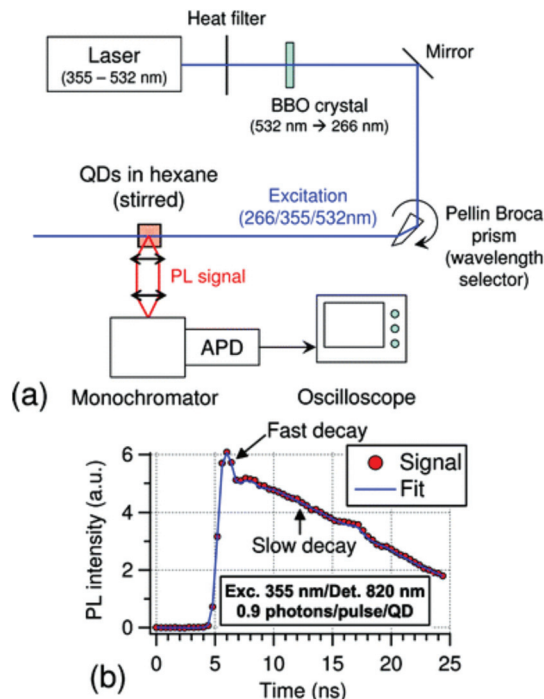 Heat filter
Laser
(355 – 532 nm)
Mirror
BBO crystal
(532 nm → 266 nm)
QDs in hexane
(stirred)
Excitation
(266/355/532nm)
Pellin Broca
prism
(wavelength
selector)
PL signal
APD
(a)
Monochromator
Oscilloscope
Fast decay
Signal
Fit
Slow decay
Exc. 355 nm/Det. 820 nm
0.9 photons/pulse/QD
PL intensity (a.u.)
6
4
2
0
0
5
10
15
20
25
(b)
Time (ns)